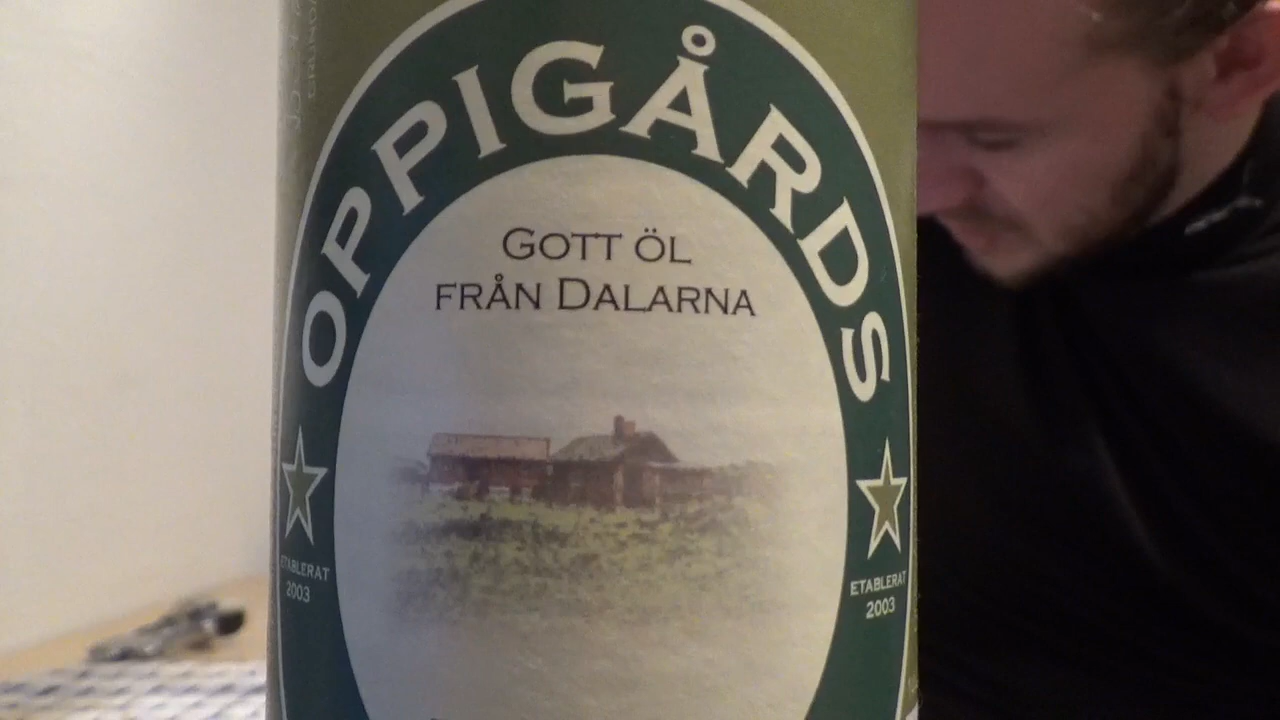 OPPIGÅRDS
GOTT ÖL
FRÅN DALARNA
ETABLERAT
2003
ETABLERAT
2003